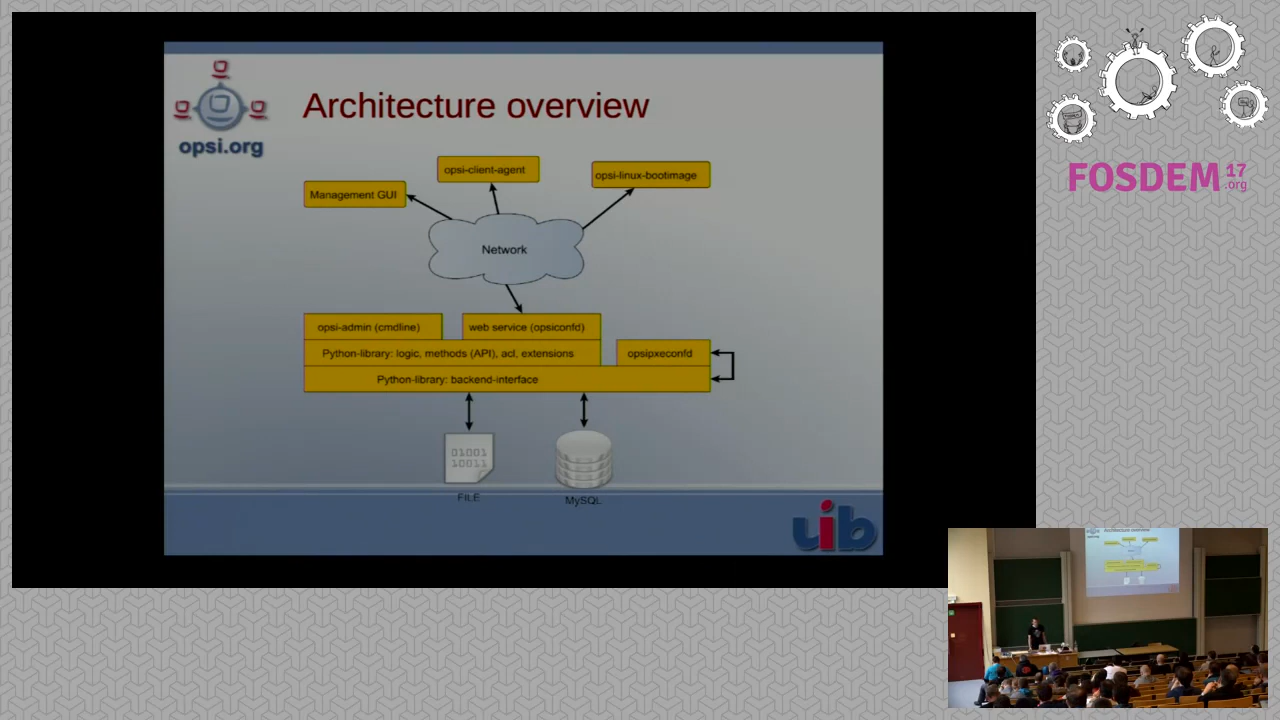 opsi.org
Architecture overview
opsi-client-agent
opsi-linux-bootimage
Management GUI
Network
opsi-admin (cmdline)
web service (opsiconfd)
Python-library: logic, methods (API), acl, extensions
opsipxeconfd
Python-library: backend-interface
01001
10011
FILE
MySQL
uib
FOSDEM 17
.org